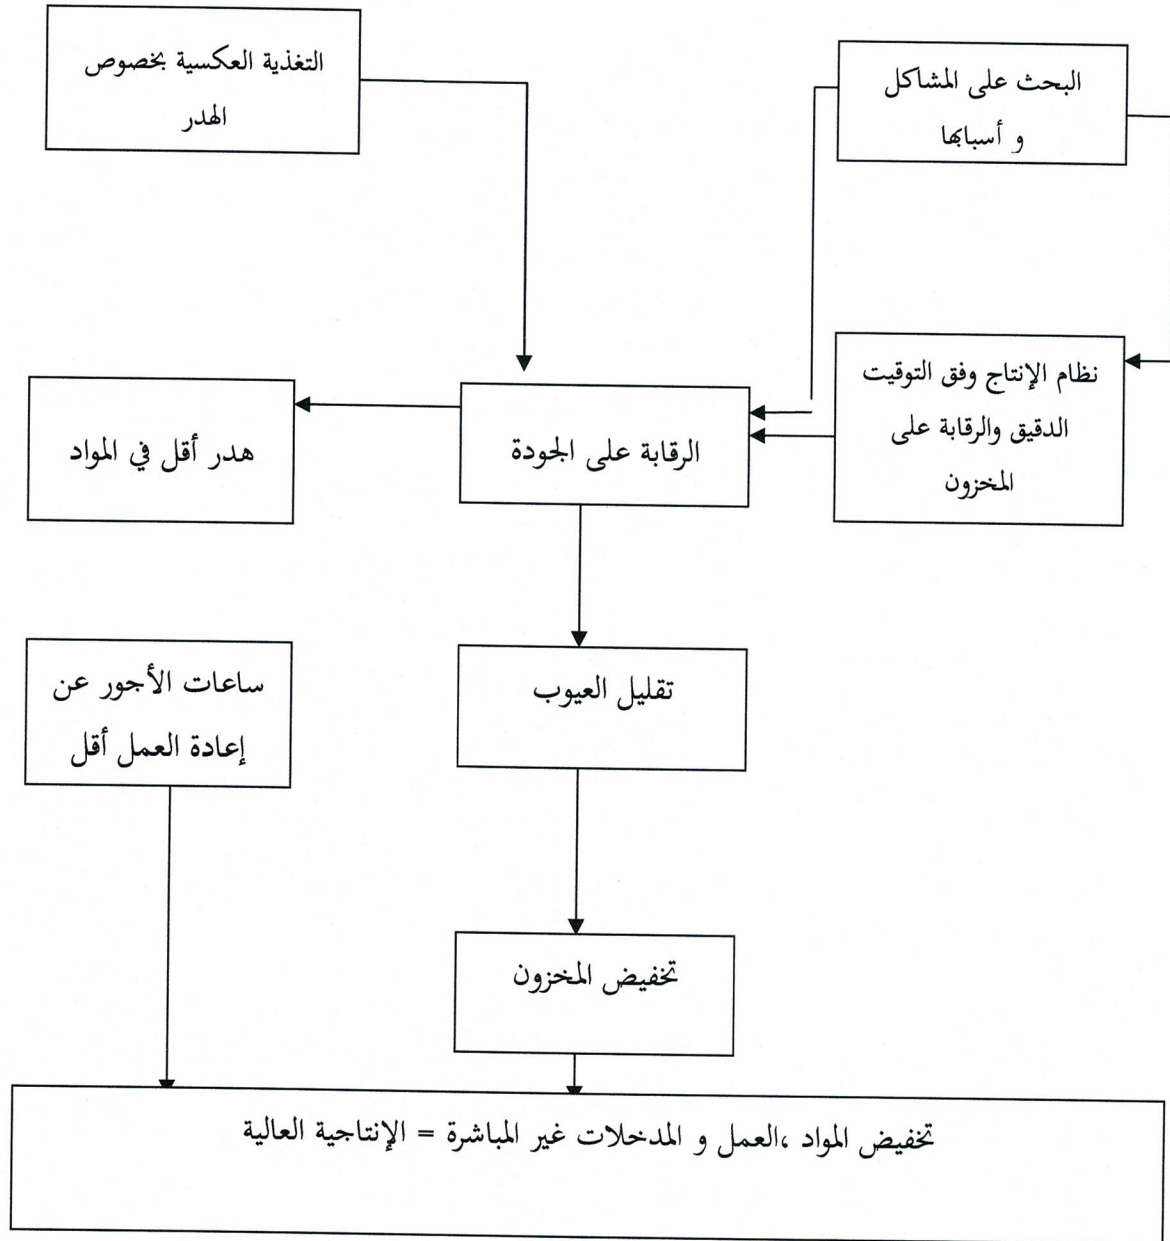 البحث على المشاكل
و أسبابها
التغذية العكسية بخصوص
الهدر
نظام الإنتاج وفق التوقيت
الدقيق والرقابة على
المخزون
الرقابة على الجودة
هدر أقل في المواد
تقليل العيوب
ساعات الأجور عن
إعادة العمل أقل
تخفيض المخزون
تخفيض المواد ،العمل و المدخلات غير المباشرة = الإنتاجية العالية